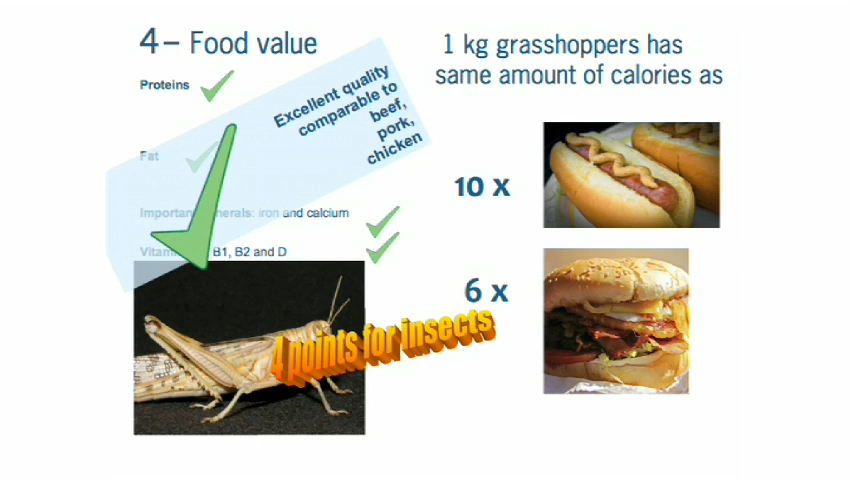 4 – Food value
Proteins
Excellent quality
comparable to
beef,
pork,
chicken
Fat
iron and calcium
B1, B2 and D
4 points for insects
1 kg grasshoppers has
same amount of calories as
10 x
6 x